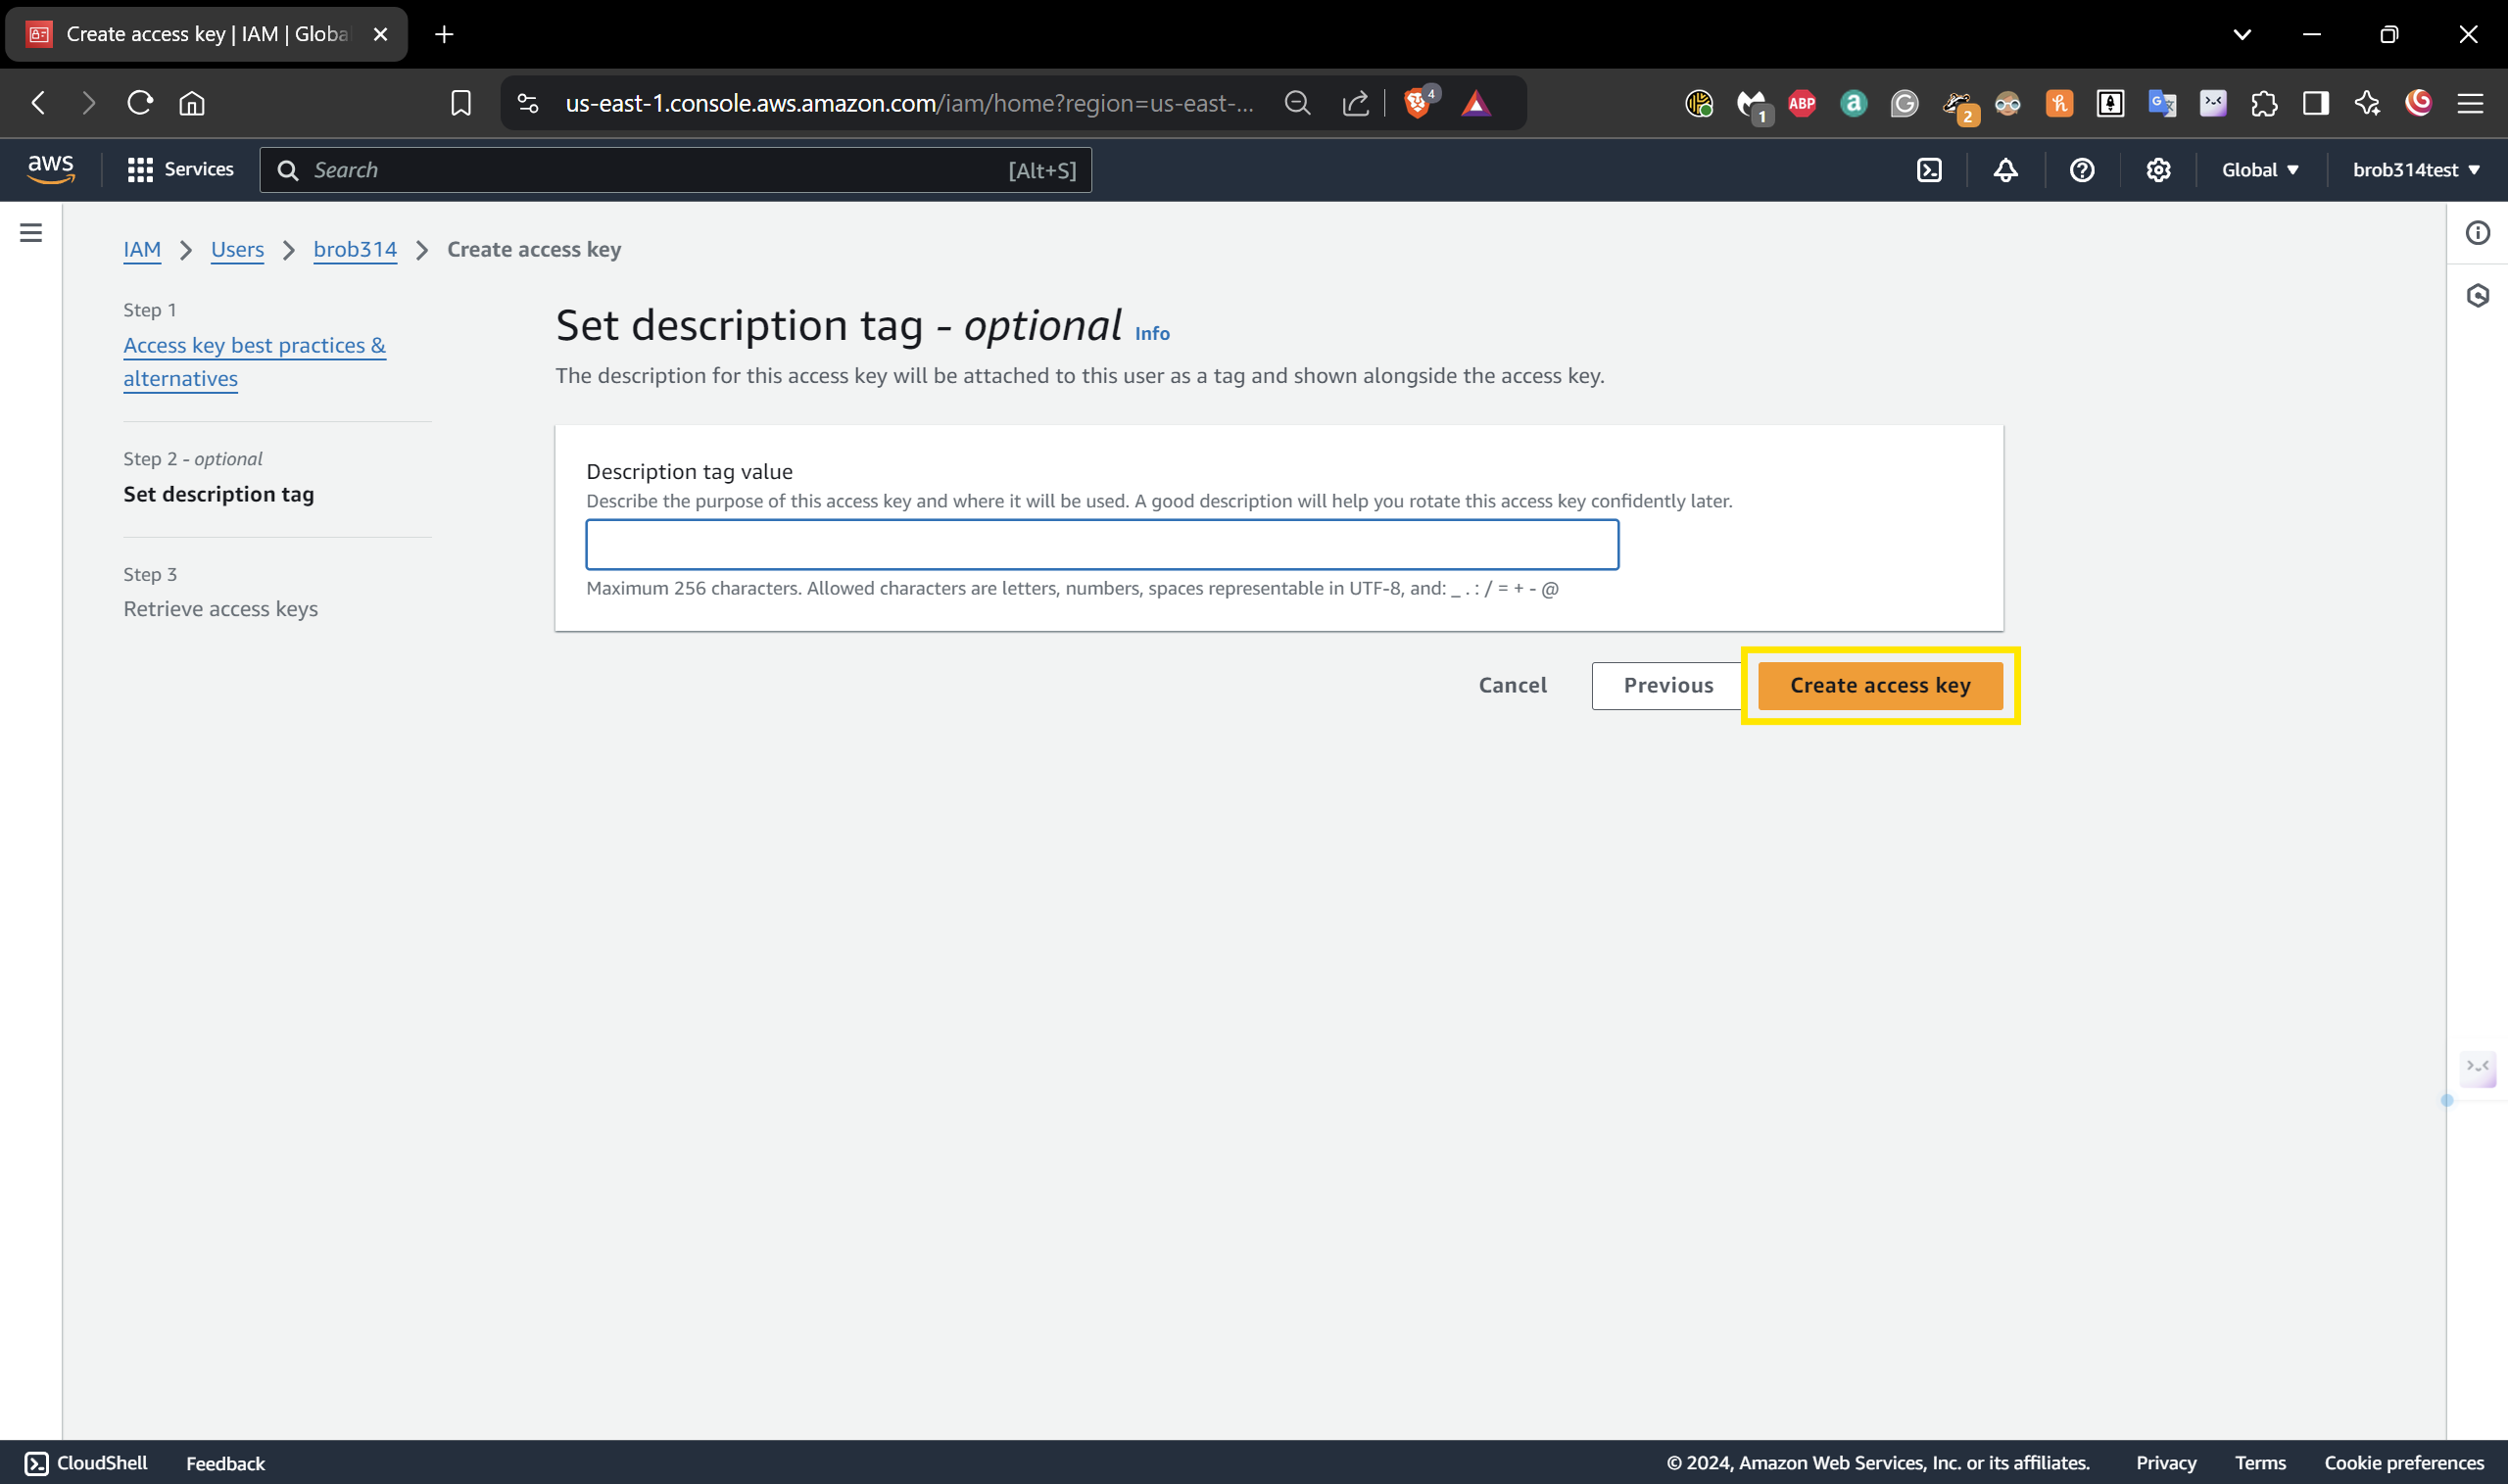 Create access key | IAM | Globa
us-east-1.console.aws.amazon.com/iam/home?region=us-east-...
4
1
ABP
a
2
aws
Services
Search
[Alt+S]
Global
brob314test
IAM
Users
brob314
Create access key
Step 1
Access key best practices &
alternatives
Step 2 - optional
Set description tag
Step 3
Retrieve access keys
Set description tag - optional Info
The description for this access key will be attached to this user as a tag and shown alongside the access key.
Description tag value
Describe the purpose of this access key and where it will be used. A good description will help you rotate this access key confidently later.
Maximum 256 characters. Allowed characters are letters, numbers, spaces representable in UTF-8, and: _ . : / = + - @
Cancel
Previous
Create access key
CloudShell
Feedback
© 2024, Amazon Web Services, Inc. or its affiliates.
Privacy
Terms
Cookie preferences